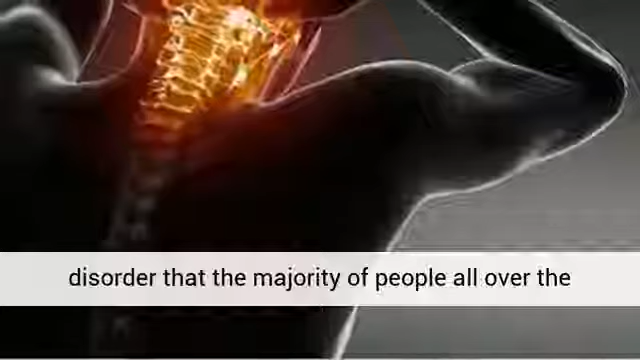 disorder that the majority of people all over the